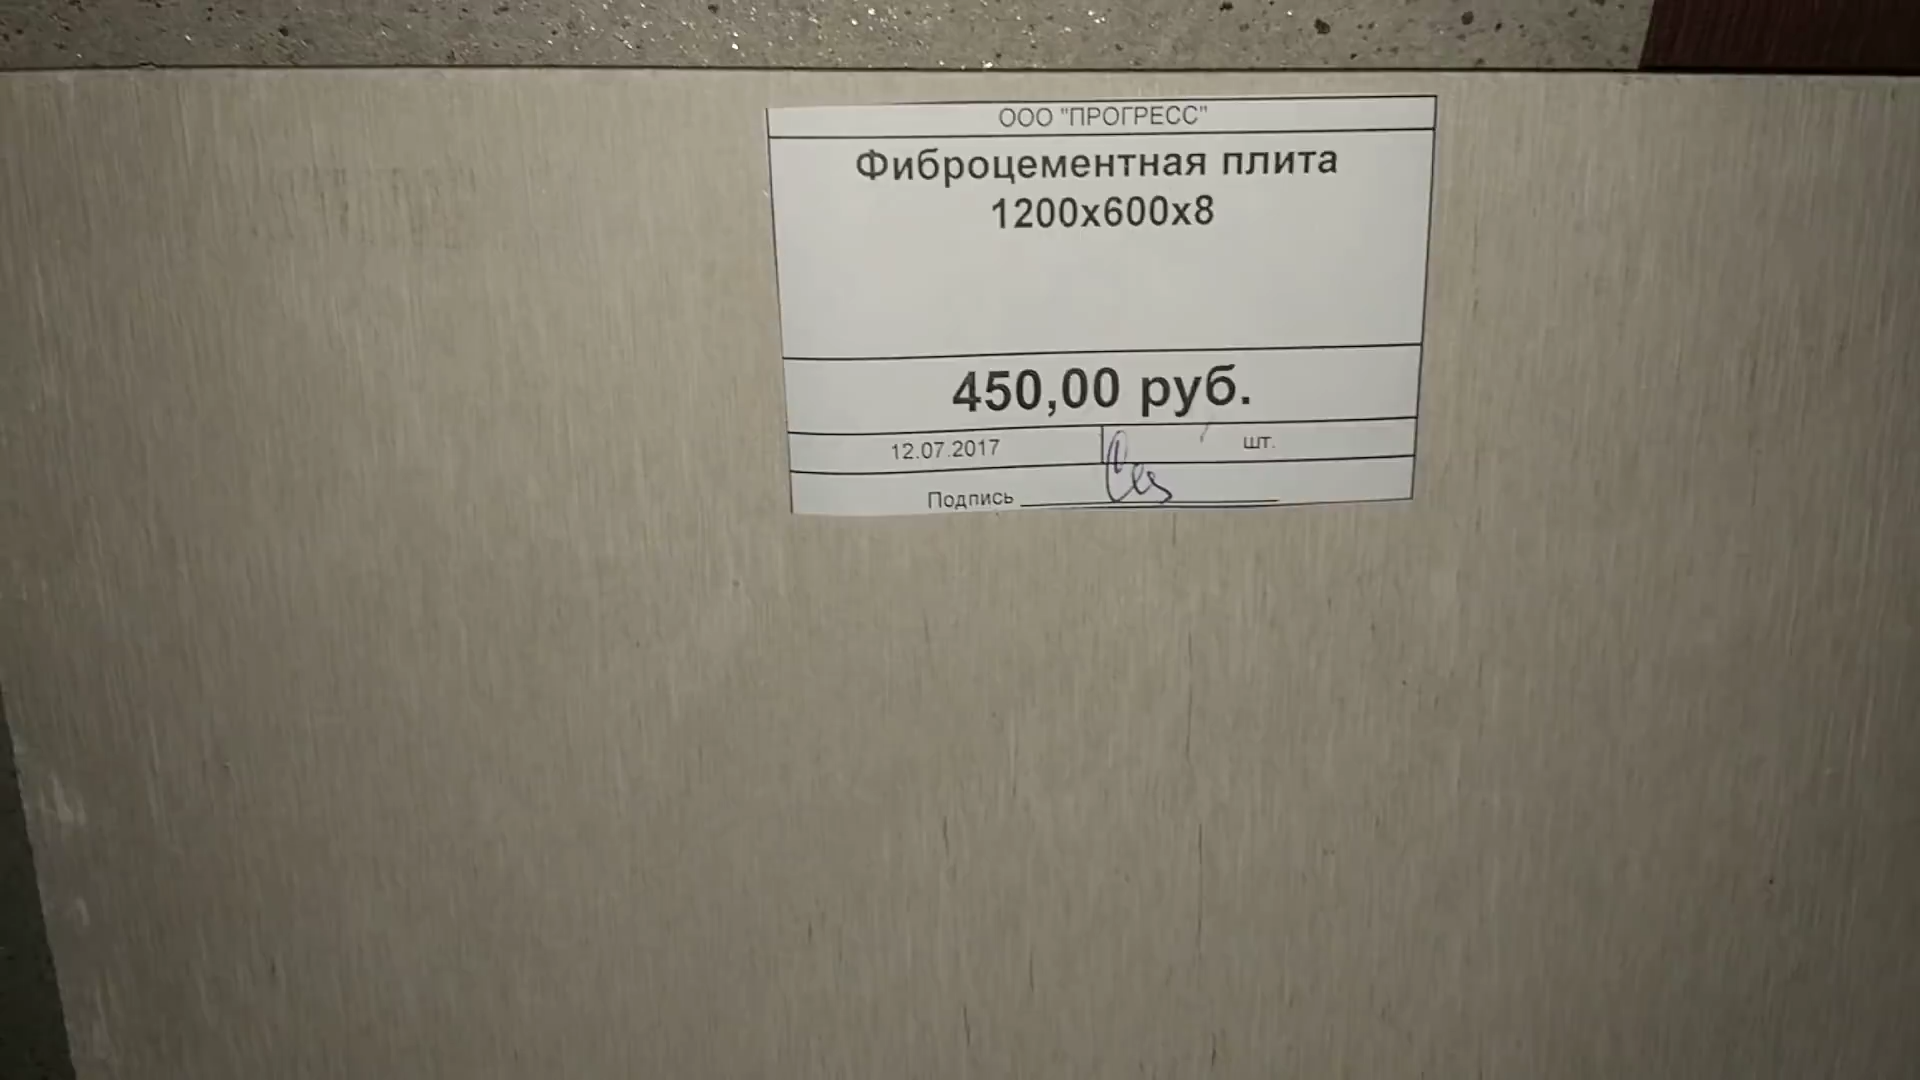 ООО "ПРОГРЕСС"
Фиброцементная плита
1200х600х8
450,00 руб.
12.07.2017 шт.
Подпись